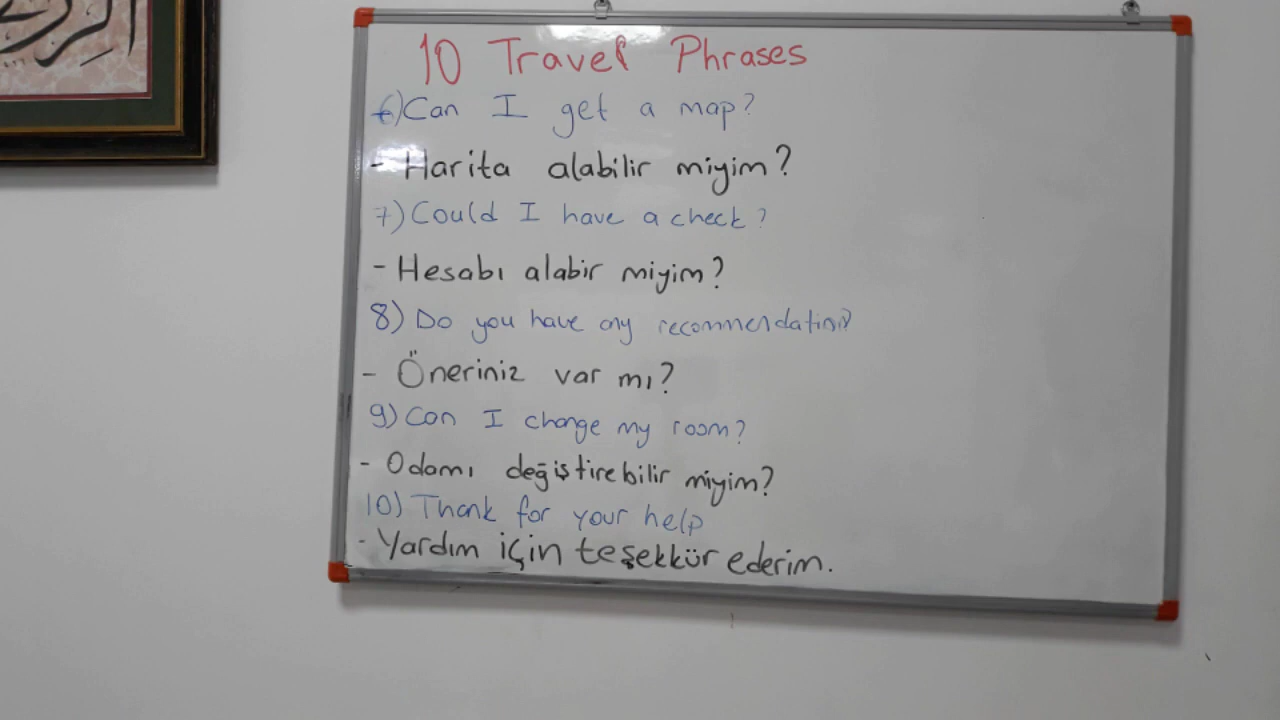 10 Travel Phrases
6) Can I get a map?
- Harita alabilir miyim?
7) Could I have a check?
- Hesabı alabir miyim?
8) Do you have any recommendation?
- Öneriniz var mı?
9) Can I change my room?
- Odamı değiştirebilir miyim?
10) Thank for your help
- Yardım için teşekkür ederim.